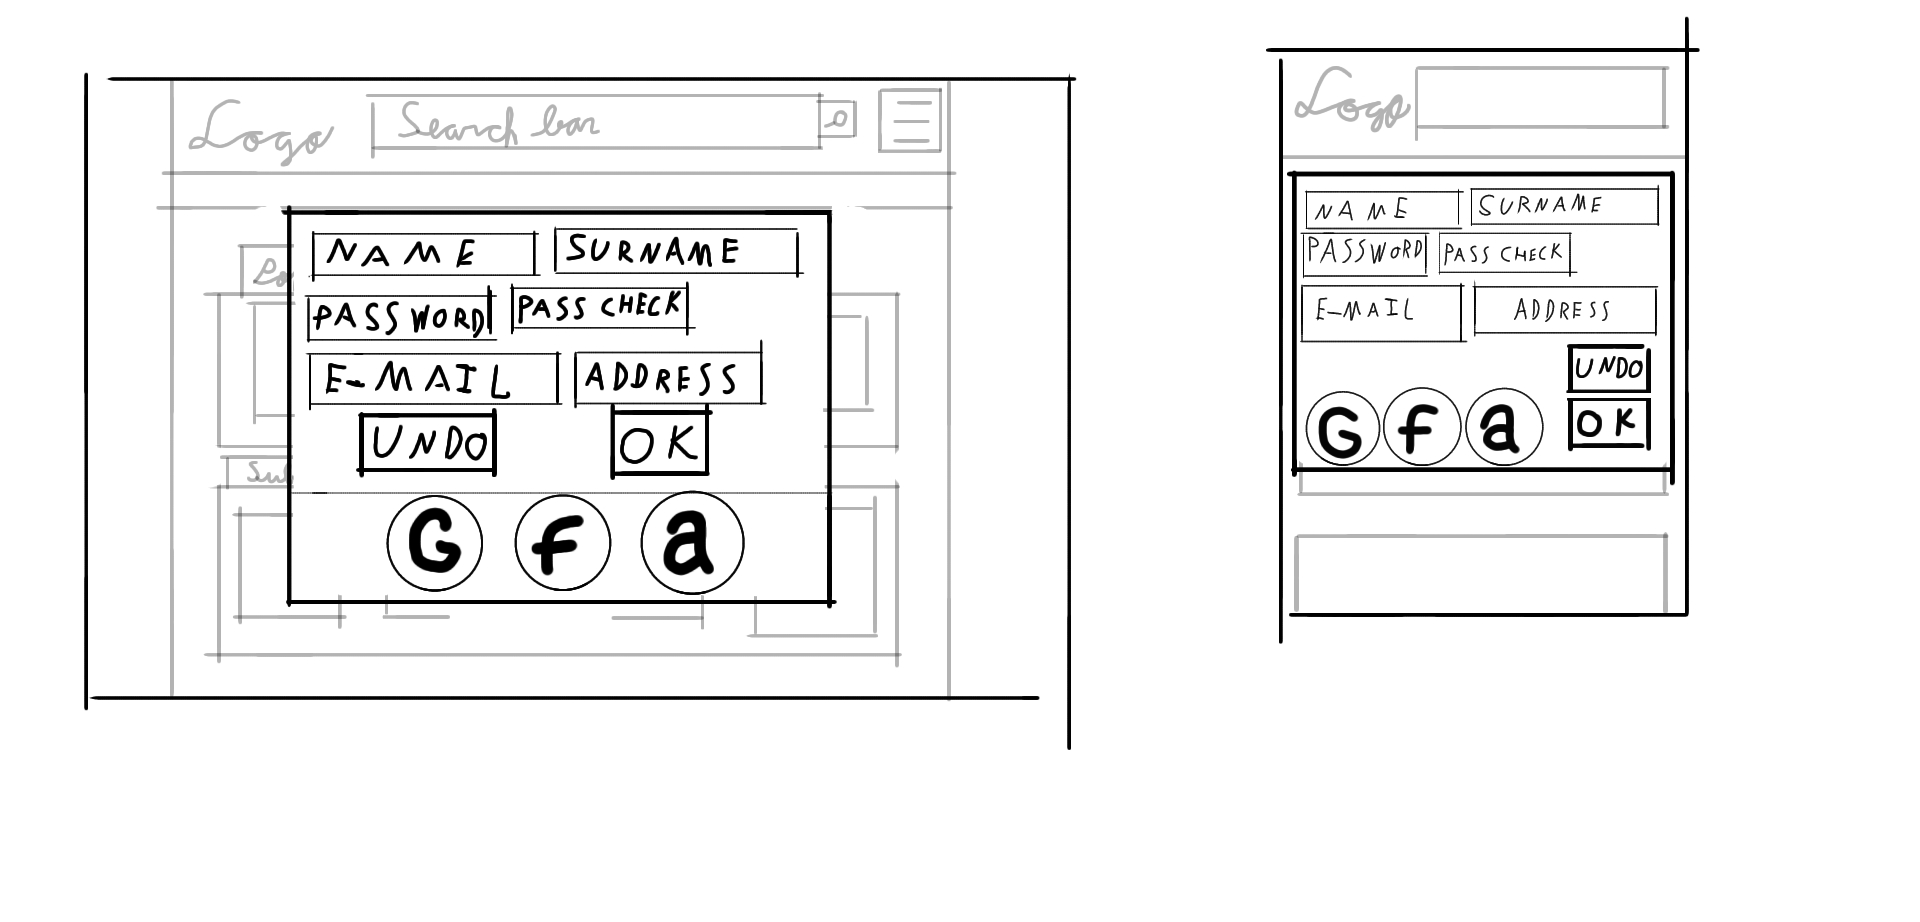 Logo Search bar
NAME SURNAME
PASSWORD PASS CHECK
E-MAIL ADDRESS
UNDO OK
G f a
Logo
NAME SURNAME
PASSWORD PASS CHECK
E-MAIL ADDRESS
UNDO
G f a OK